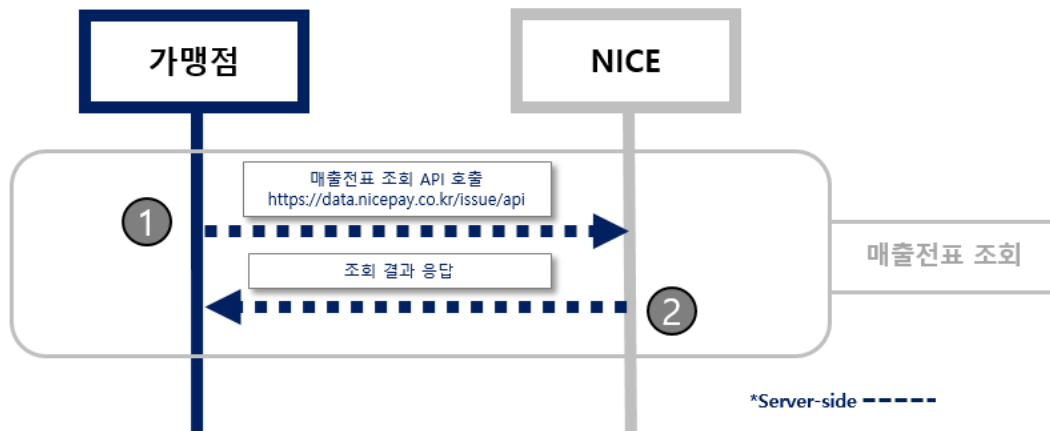 가맹점
NICE
매출전표 조회 API 호출
https://data.nicepay.co.kr/issue/api
1
매출전표 조회
조회 결과 응답
2
*Server-side